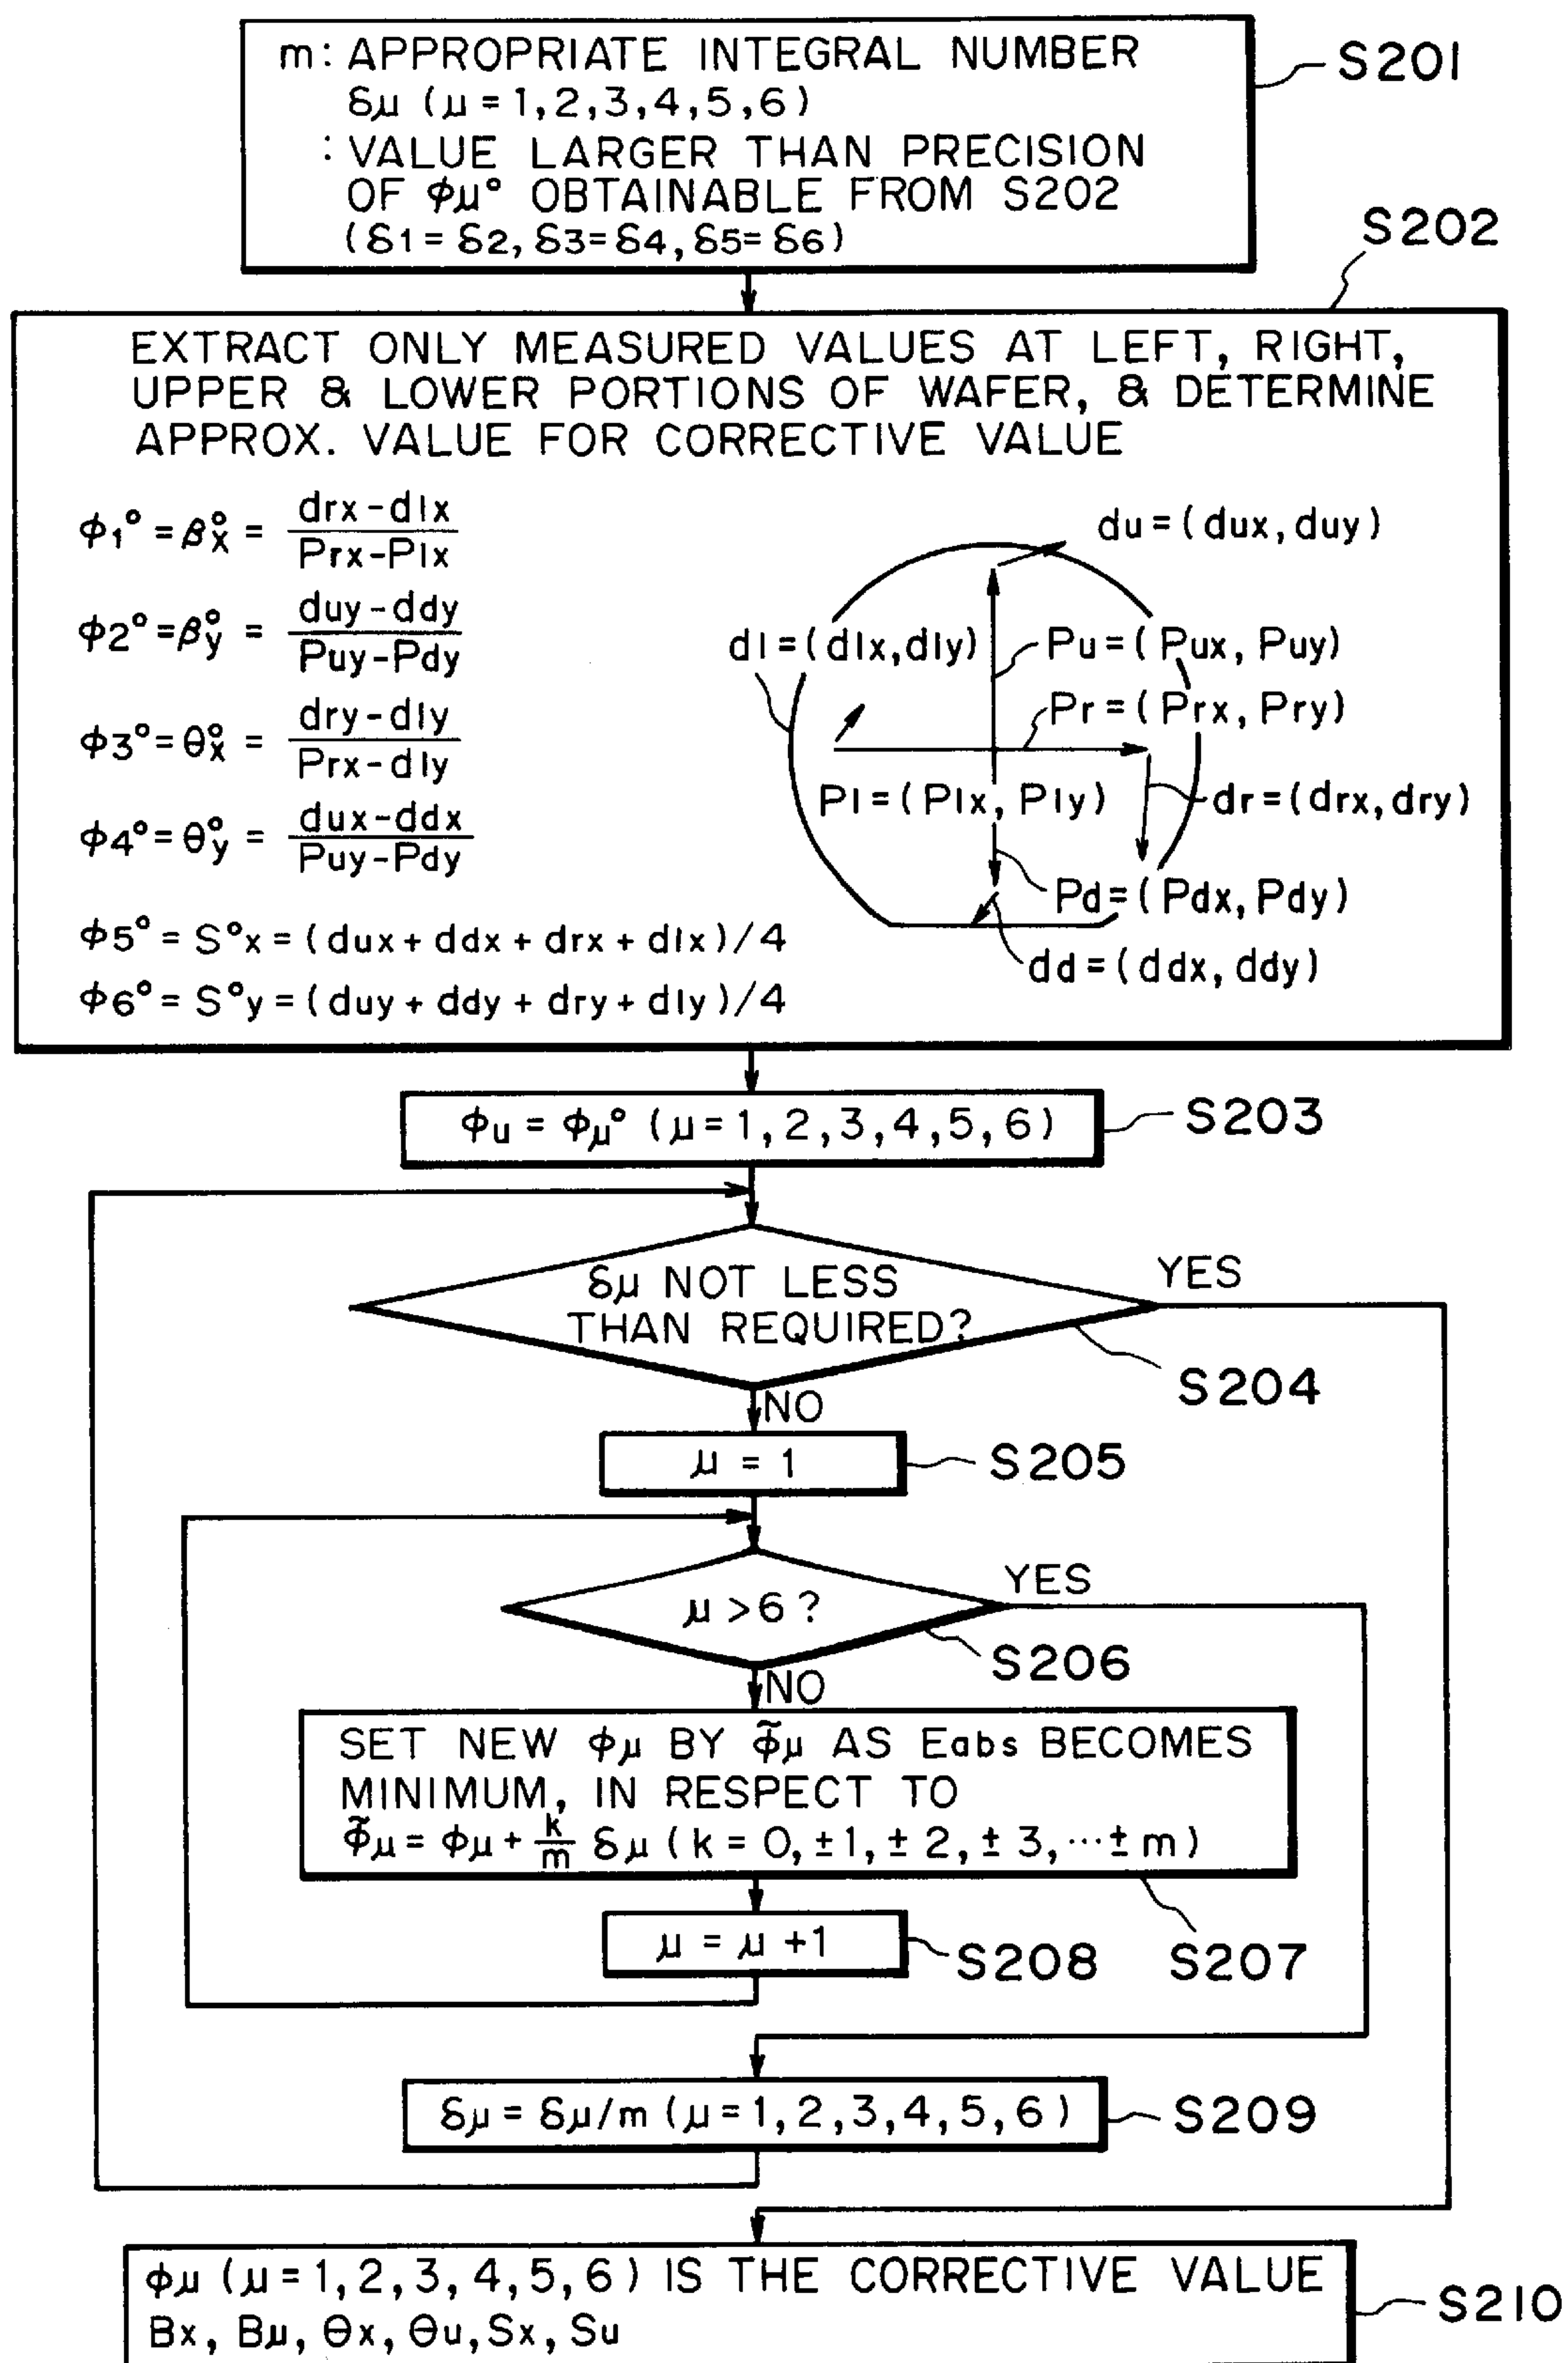 m: APPROPRIATE INTEGRAL NUMBER
δμ (μ = 1,2,3,4,5,6)
: VALUE LARGER THAN PRECISION
OF ϕμ° OBTAINABLE FROM S202
(δ1 = δ2, δ3 = δ4, δ5 = δ6)
S201
S202
EXTRACT ONLY MEASURED VALUES AT LEFT, RIGHT,
UPPER & LOWER PORTIONS OF WAFER, & DETERMINE
APPROX. VALUE FOR CORRECTIVE VALUE
ϕ1° = β°x = (drx - dlx) / (Prx - Plx)
ϕ2° = β°y = (duy - ddy) / (Puy - Pdy)
ϕ3° = θ°x = (dry - dly) / (Prx - dly)
ϕ4° = θ°y = (dux - ddx) / (Puy - Pdy)
ϕ5° = S°x = (dux + ddx + drx + dlx)/4
ϕ6° = S°y = (duy + ddy + dry + dly)/4
du = (dux, duy)
dl = (dlx, dly)
Pu = (Pux, Puy)
Pr = (Prx, Pry)
Pl = (Plx, Ply)
dr = (drx, dry)
Pd = (Pdx, Pdy)
dd = (ddx, ddy)
ϕu = ϕμ° (μ = 1, 2, 3, 4, 5, 6)
S203
δμ NOT LESS
THAN REQUIRED?
YES
S204
NO
μ = 1
S205
μ > 6 ?
YES
S206
NO
SET NEW ϕμ BY ϕ̃μ AS Eabs BECOMES
MINIMUM, IN RESPECT TO
ϕ̃μ = ϕμ + k/m δμ (k = 0, ±1, ± 2, ± 3, ··· ± m)
S207
μ = μ +1
S208
δμ = δμ/m (μ = 1, 2, 3, 4, 5, 6)
S209
ϕμ (μ = 1, 2, 3, 4, 5, 6) IS THE CORRECTIVE VALUE
Bx, Bμ, θx, θu, Sx, Su
S210